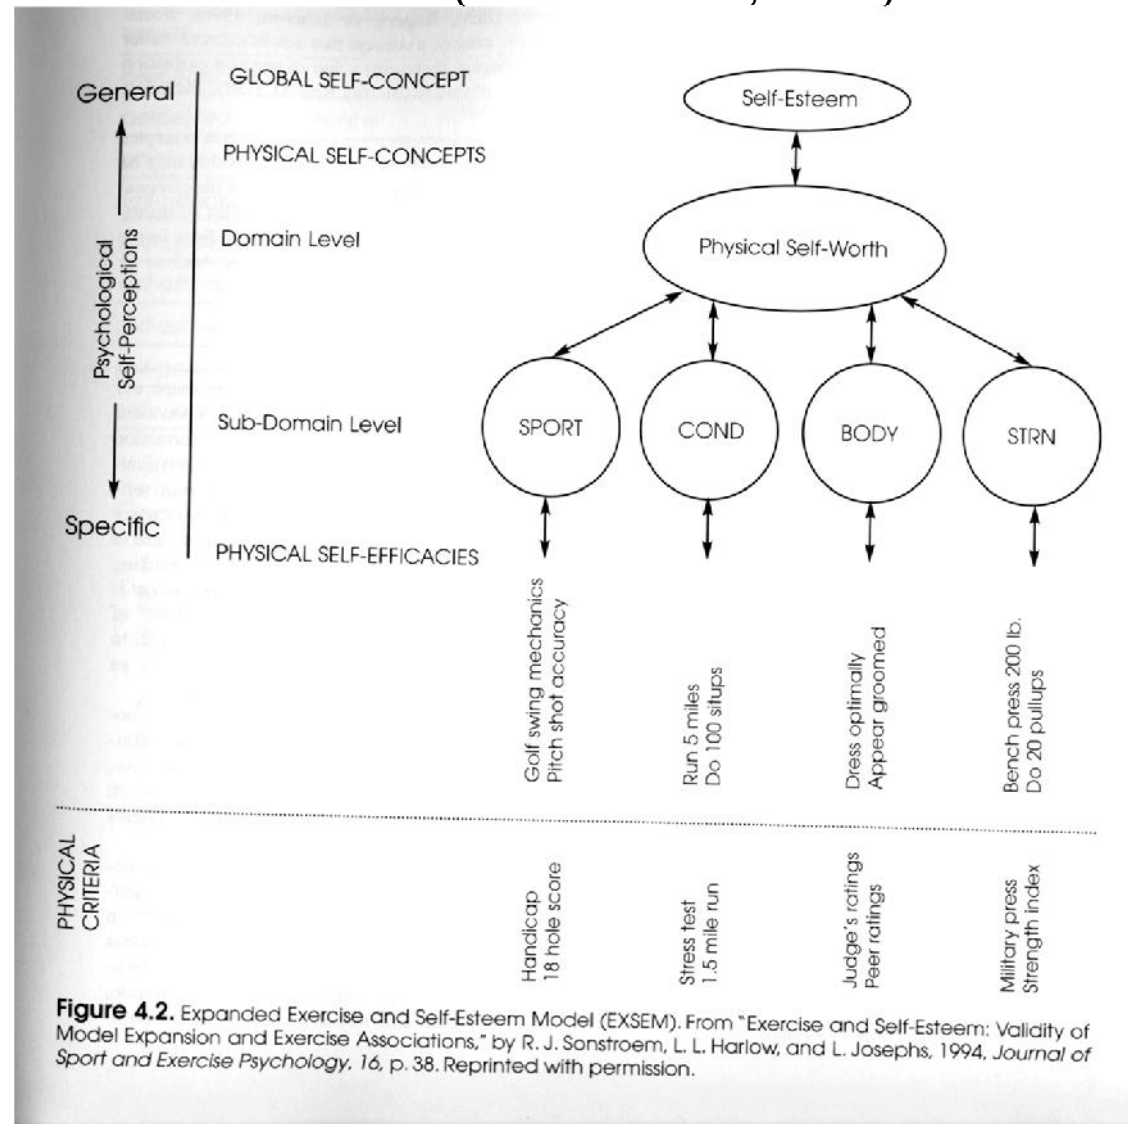 GLOBAL SELF-CONCEPT
General
Self-Esteem
PHYSICAL SELF-CONCEPTS
Domain Level
Physical Self-Worth
Psychological
Self-Perceptions
Sub-Domain Level
SPORT
COND
BODY
STRN
Specific
PHYSICAL SELF-EFFICACIES
Golf swing mechanics
Pitch shot accuracy
Run 5 miles
Do 100 situps
Dress optimally
Appear groomed
Bench press 200 lb.
Do 20 pullups
PHYSICAL
CRITERIA
Handicap
18 hole score
Stress test
1.5 mile run
Judge's ratings
Peer ratings
Military press
Strength index
Figure 4.2. Expanded Exercise and Self-Esteem Model (EXSEM). From "Exercise and Self-Esteem: Validity of
Model Expansion and Exercise Associations," by R. J. Sonstroem, L. L. Harlow, and L. Josephs, 1994, Journal of
Sport and Exercise Psychology, 16, p. 38. Reprinted with permission.